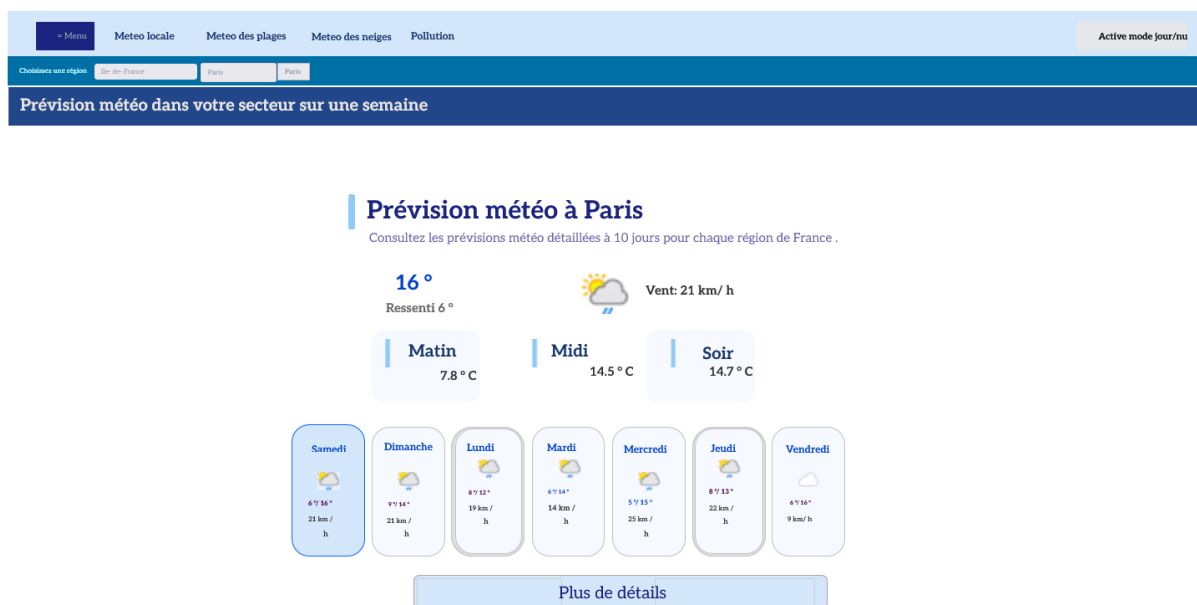 = Menu Meteo locale Meteo des plages Meteo des neiges Pollution Active mode jour/nu
Choisissez une région Ile-de-France Paris Paris
Prévision météo dans votre secteur sur une semaine
Prévision météo à Paris
Consultez les prévisions météo détaillées à 10 jours pour chaque région de France .
16 °
Ressenti 6 °
Vent: 21 km/ h
Matin
7.8 ° C
Midi
14.5 ° C
Soir
14.7 ° C
Samedi
6 °/ 16 °
21 km /
h
Dimanche
9 °/ 14 °
21 km /
h
Lundi
8 °/ 12 °
19 km /
h
Mardi
6 °/ 14 °
14 km /
h
Mercredi
5 °/ 15 °
25 km /
h
Jeudi
8 °/ 13 °
22 km /
h
Vendredi
6 °/ 16 °
9 km/ h
Plus de détails